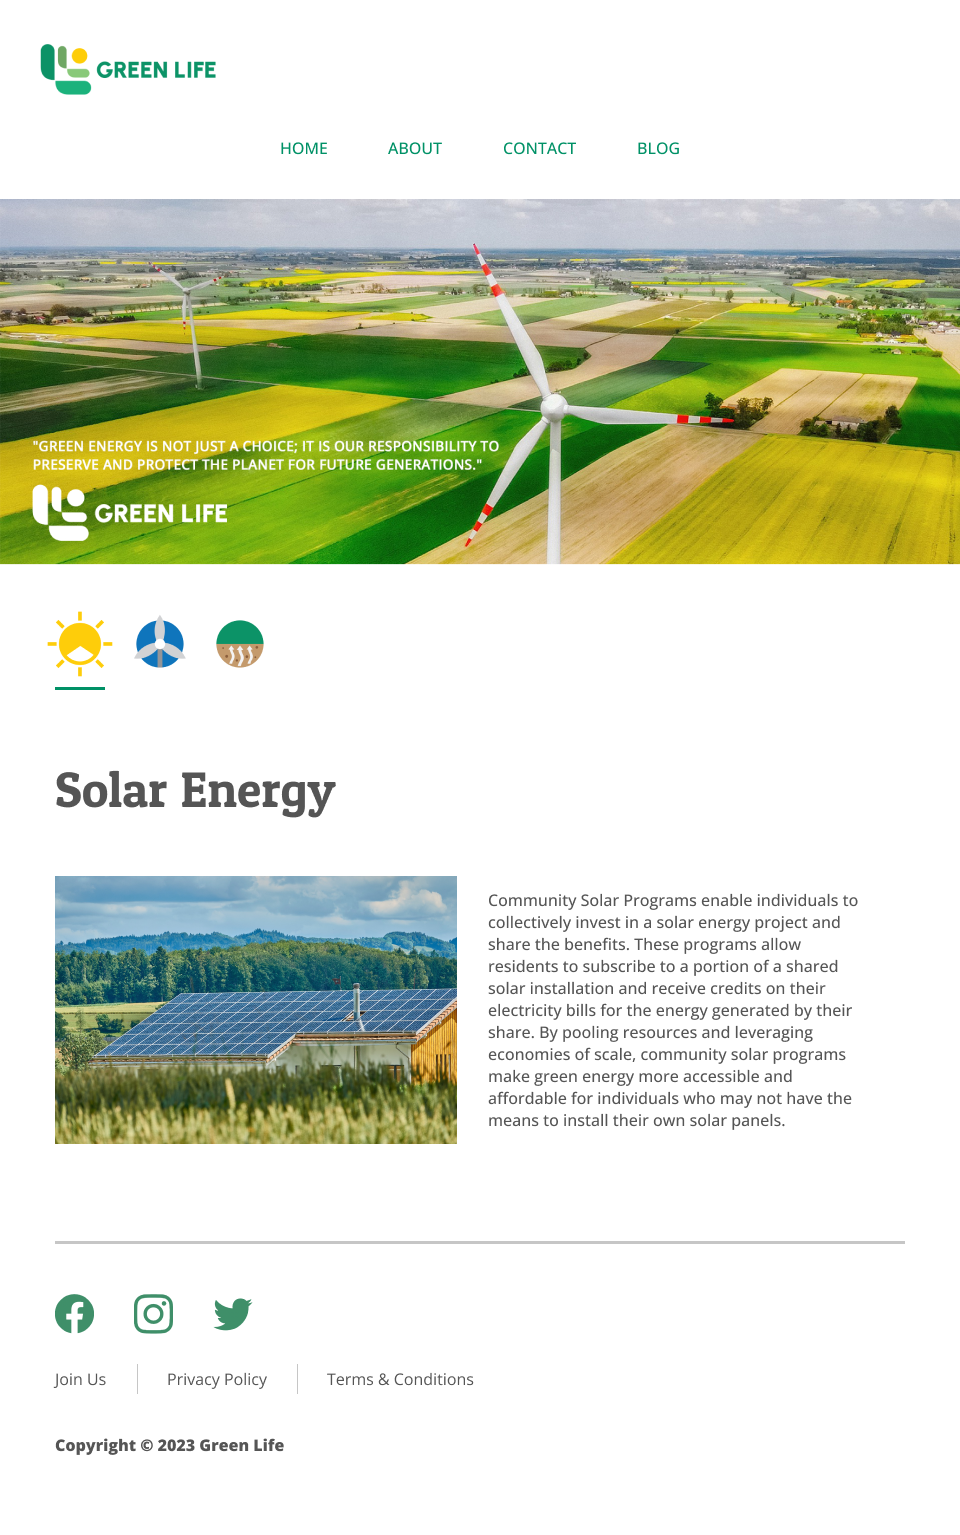 GREEN LIFE
HOME ABOUT CONTACT BLOG
"GREEN ENERGY IS NOT JUST A CHOICE; IT IS OUR RESPONSIBILITY TO
PRESERVE AND PROTECT THE PLANET FOR FUTURE GENERATIONS."
GREEN LIFE
Solar Energy
Community Solar Programs enable individuals to
collectively invest in a solar energy project and
share the benefits. These programs allow
residents to subscribe to a portion of a shared
solar installation and receive credits on their
electricity bills for the energy generated by their
share. By pooling resources and leveraging
economies of scale, community solar programs
make green energy more accessible and
affordable for individuals who may not have the
means to install their own solar panels.
Join Us
Privacy Policy
Terms & Conditions
Copyright © 2023 Green Life